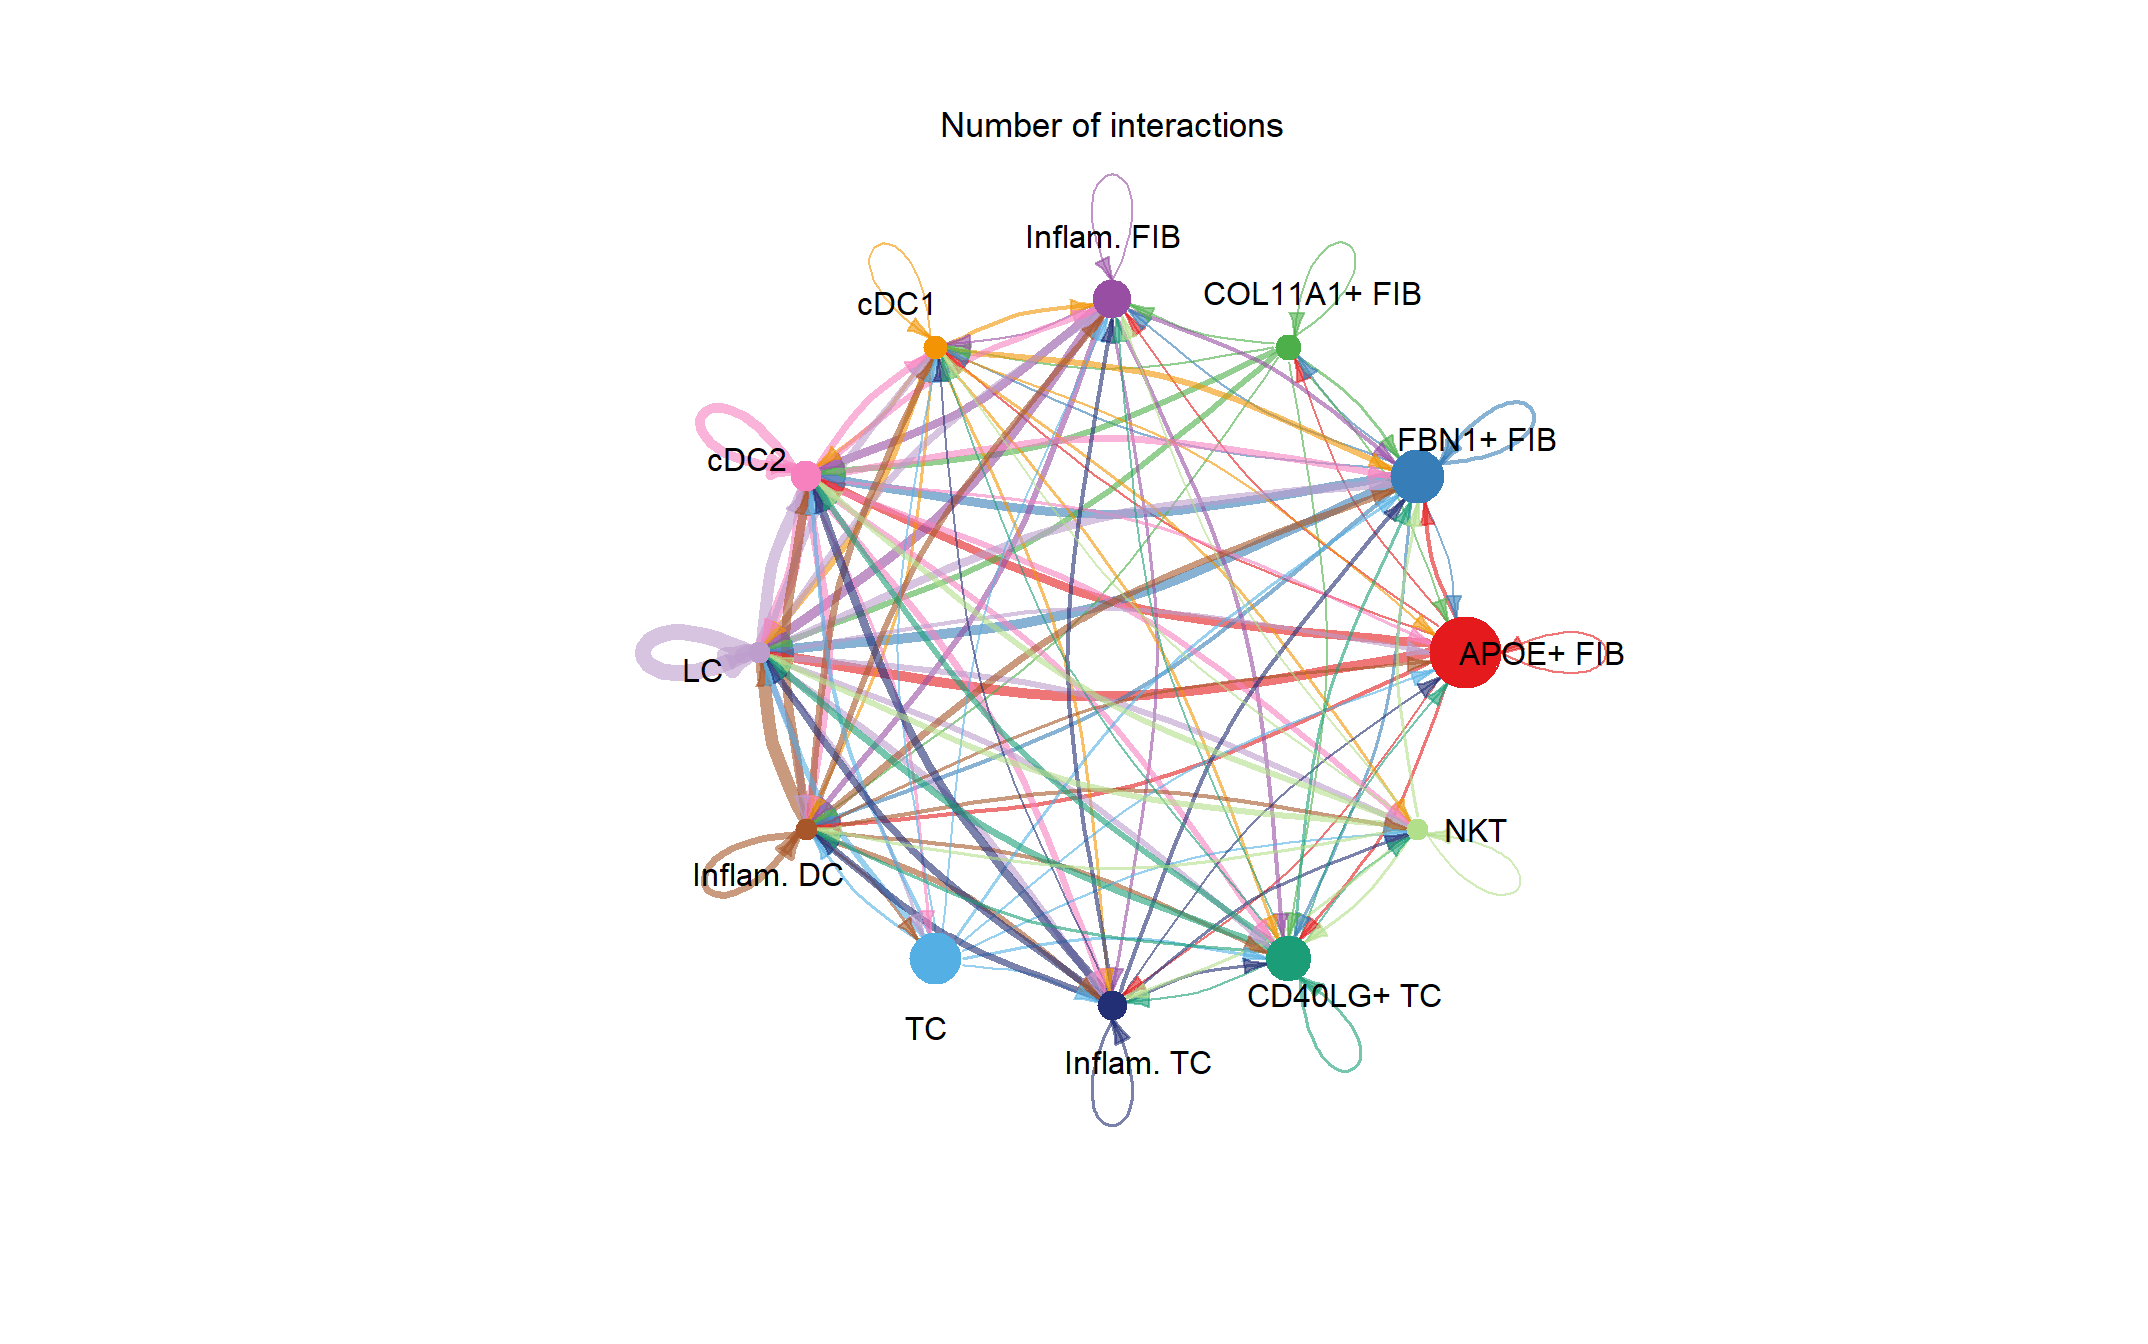 Number of interactions
Inflam. FIB
COL11A1+ FIB
cDC1
FBN1+ FIB
cDC2
APOE+ FIB
LC
NKT
Inflam. DC
CD40LG+ TC
TC
Inflam. TC